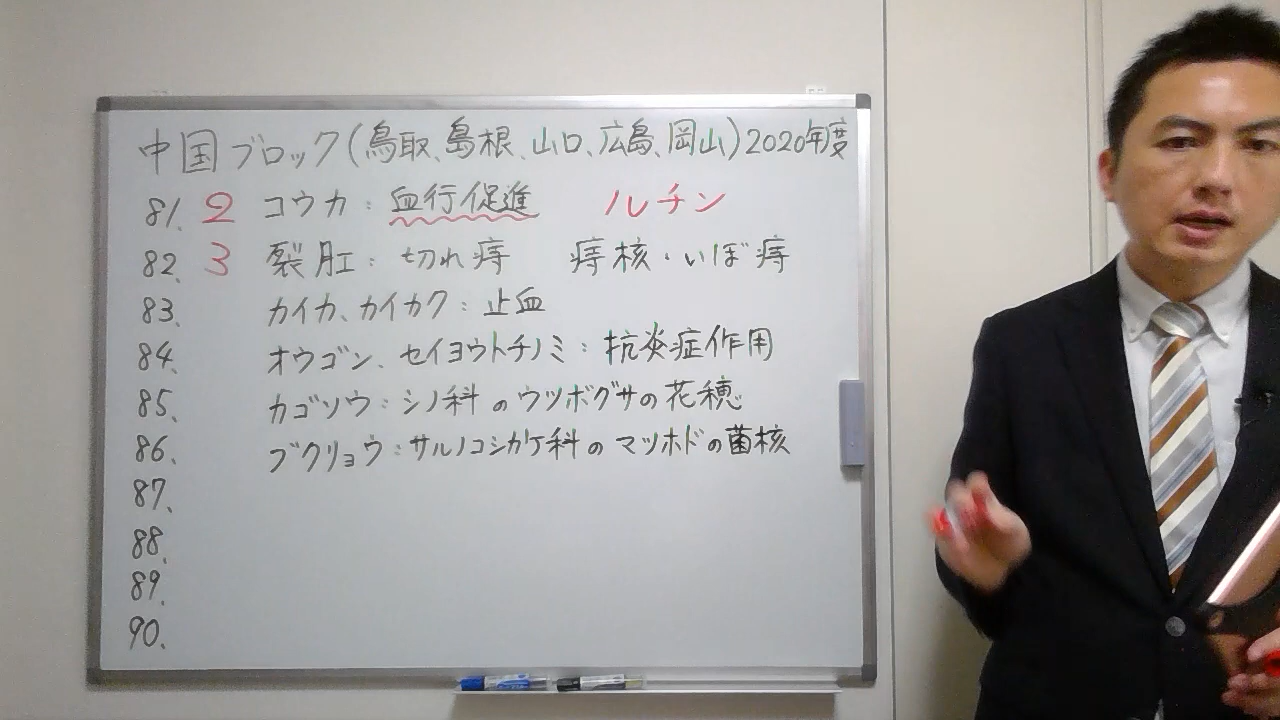 中国ブロック(鳥取、島根、山口、広島、岡山)2020年度
81. 2 コウカ:血行促進 ルチン
82. 3 裂肛:切れ痔 痔核・いぼ痔
83. カイカ、カイカク:止血
84. オウゴン、セイヨウトチノミ:抗炎症作用
85. カゴソウ:シソ科のウツボグサの花穂
86. ブクリョウ:サルノコシカケ科のマツホドの菌核
87.
88.
89.
90.